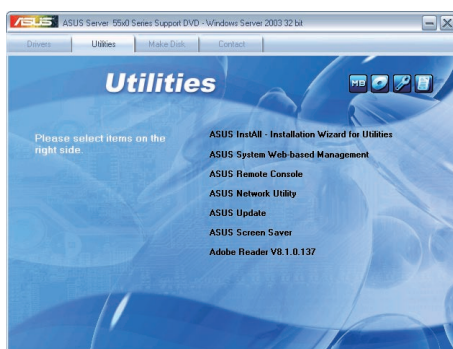 ASUS ASUS Server 55x0 Series Support DVD - Windows Server 2003 32 bit
Drivers Utilities Make Disk Contact
Utilities
MB
Please select items on the
right side.
ASUS InstAll - Installation Wizard for Utilities
ASUS System Web-based Management
ASUS Remote Console
ASUS Network Utility
ASUS Update
ASUS Screen Saver
Adobe Reader V8.1.0.137